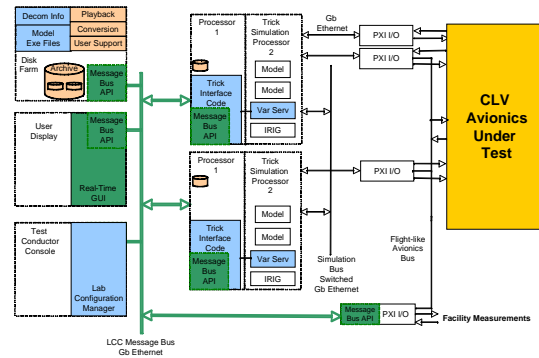 Decom Info
Playback
Model
Exe Files
Conversion
User Support
Disk
Farm
Archive
Message
Bus
API
User
Display
Message
Bus
API
Real-Time
GUI
Test
Conductor
Console
Lab
Configuration
Manager
LCC Message Bus
Gb Ethernet
Processor
1
Trick
Simulation
Processor
2
Trick
Interface
Code
Message
Bus
API
Model
Model
Var Serv
IRIG
Processor
1
Trick
Simulation
Processor
2
Trick
Interface
Code
Message
Bus
API
Model
Model
Var Serv
IRIG
Gb
Ethernet
PXI I/O
PXI I/O
PXI I/O
Simulation
Bus
Switched
Gb Ethernet
Flight-like
Avionics
Bus
Message
Bus API
PXI I/O
Facility Measurements
CLV
Avionics
Under
Test